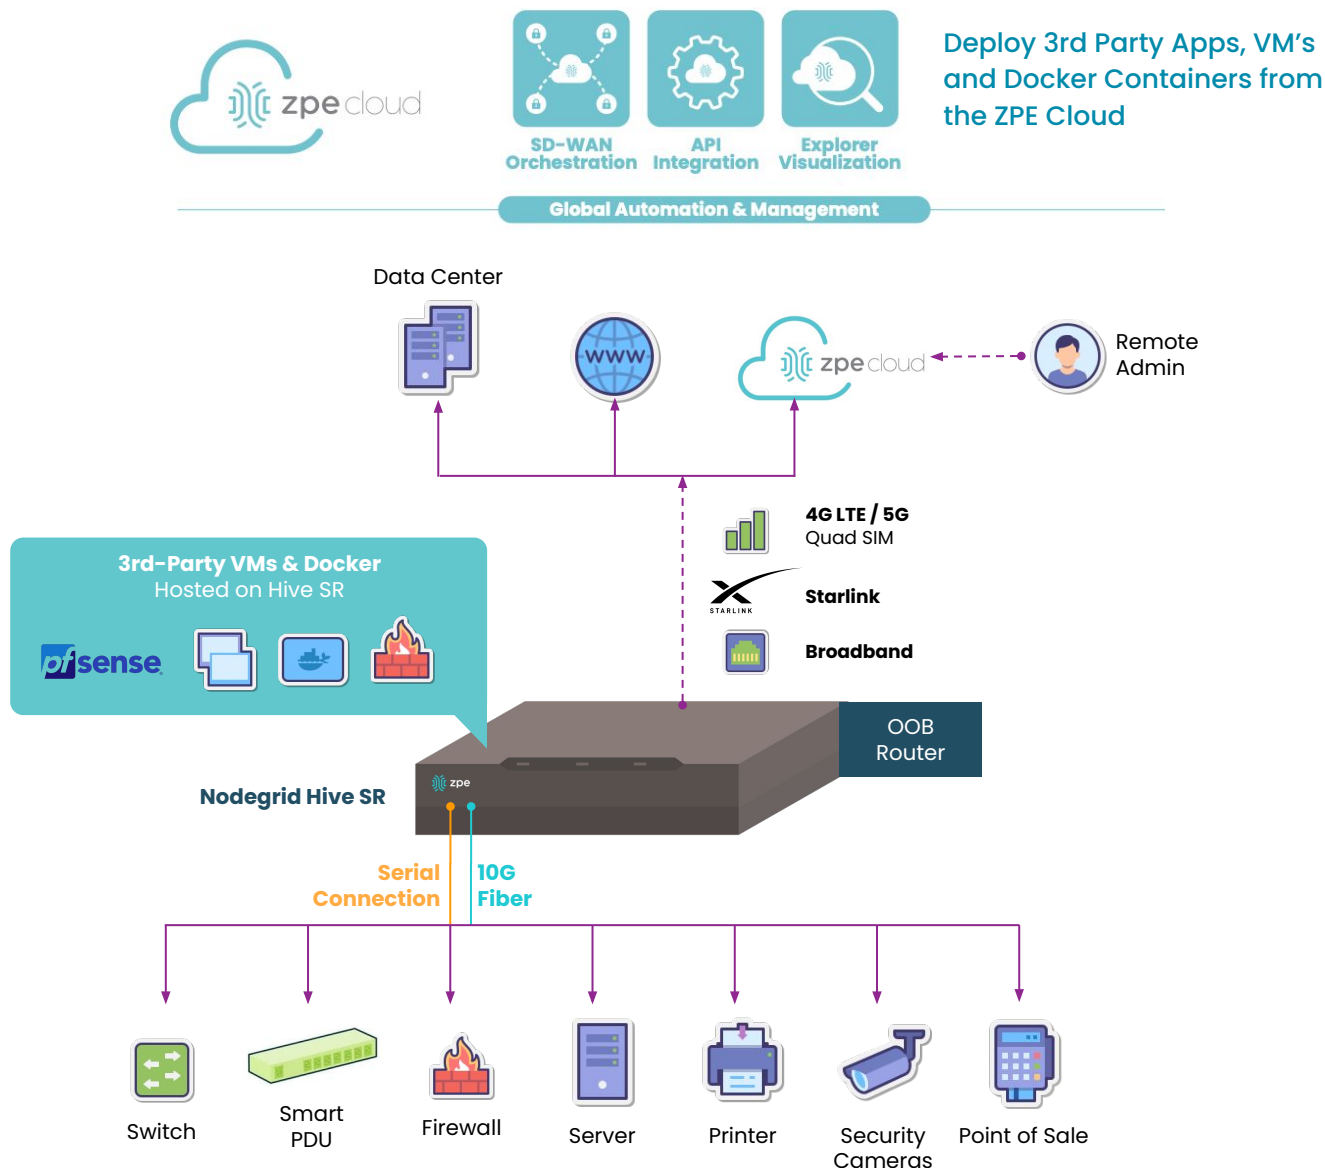 zpe cloud
SD-WAN
Orchestration
API
Integration
Explorer
Visualization
Deploy 3rd Party Apps, VM's
and Docker Containers from
the ZPE Cloud
Global Automation & Management
Data Center
www
zpe cloud
Remote
Admin
4G LTE / 5G
Quad SIM
STARLINK
Starlink
Broadband
3rd-Party VMs & Docker
Hosted on Hive SR
pfsense
OOB
Router
zpe
Nodegrid Hive SR
Serial
Connection
10G
Fiber
Switch
Smart
PDU
Firewall
Server
Printer
Security
Cameras
Point of Sale